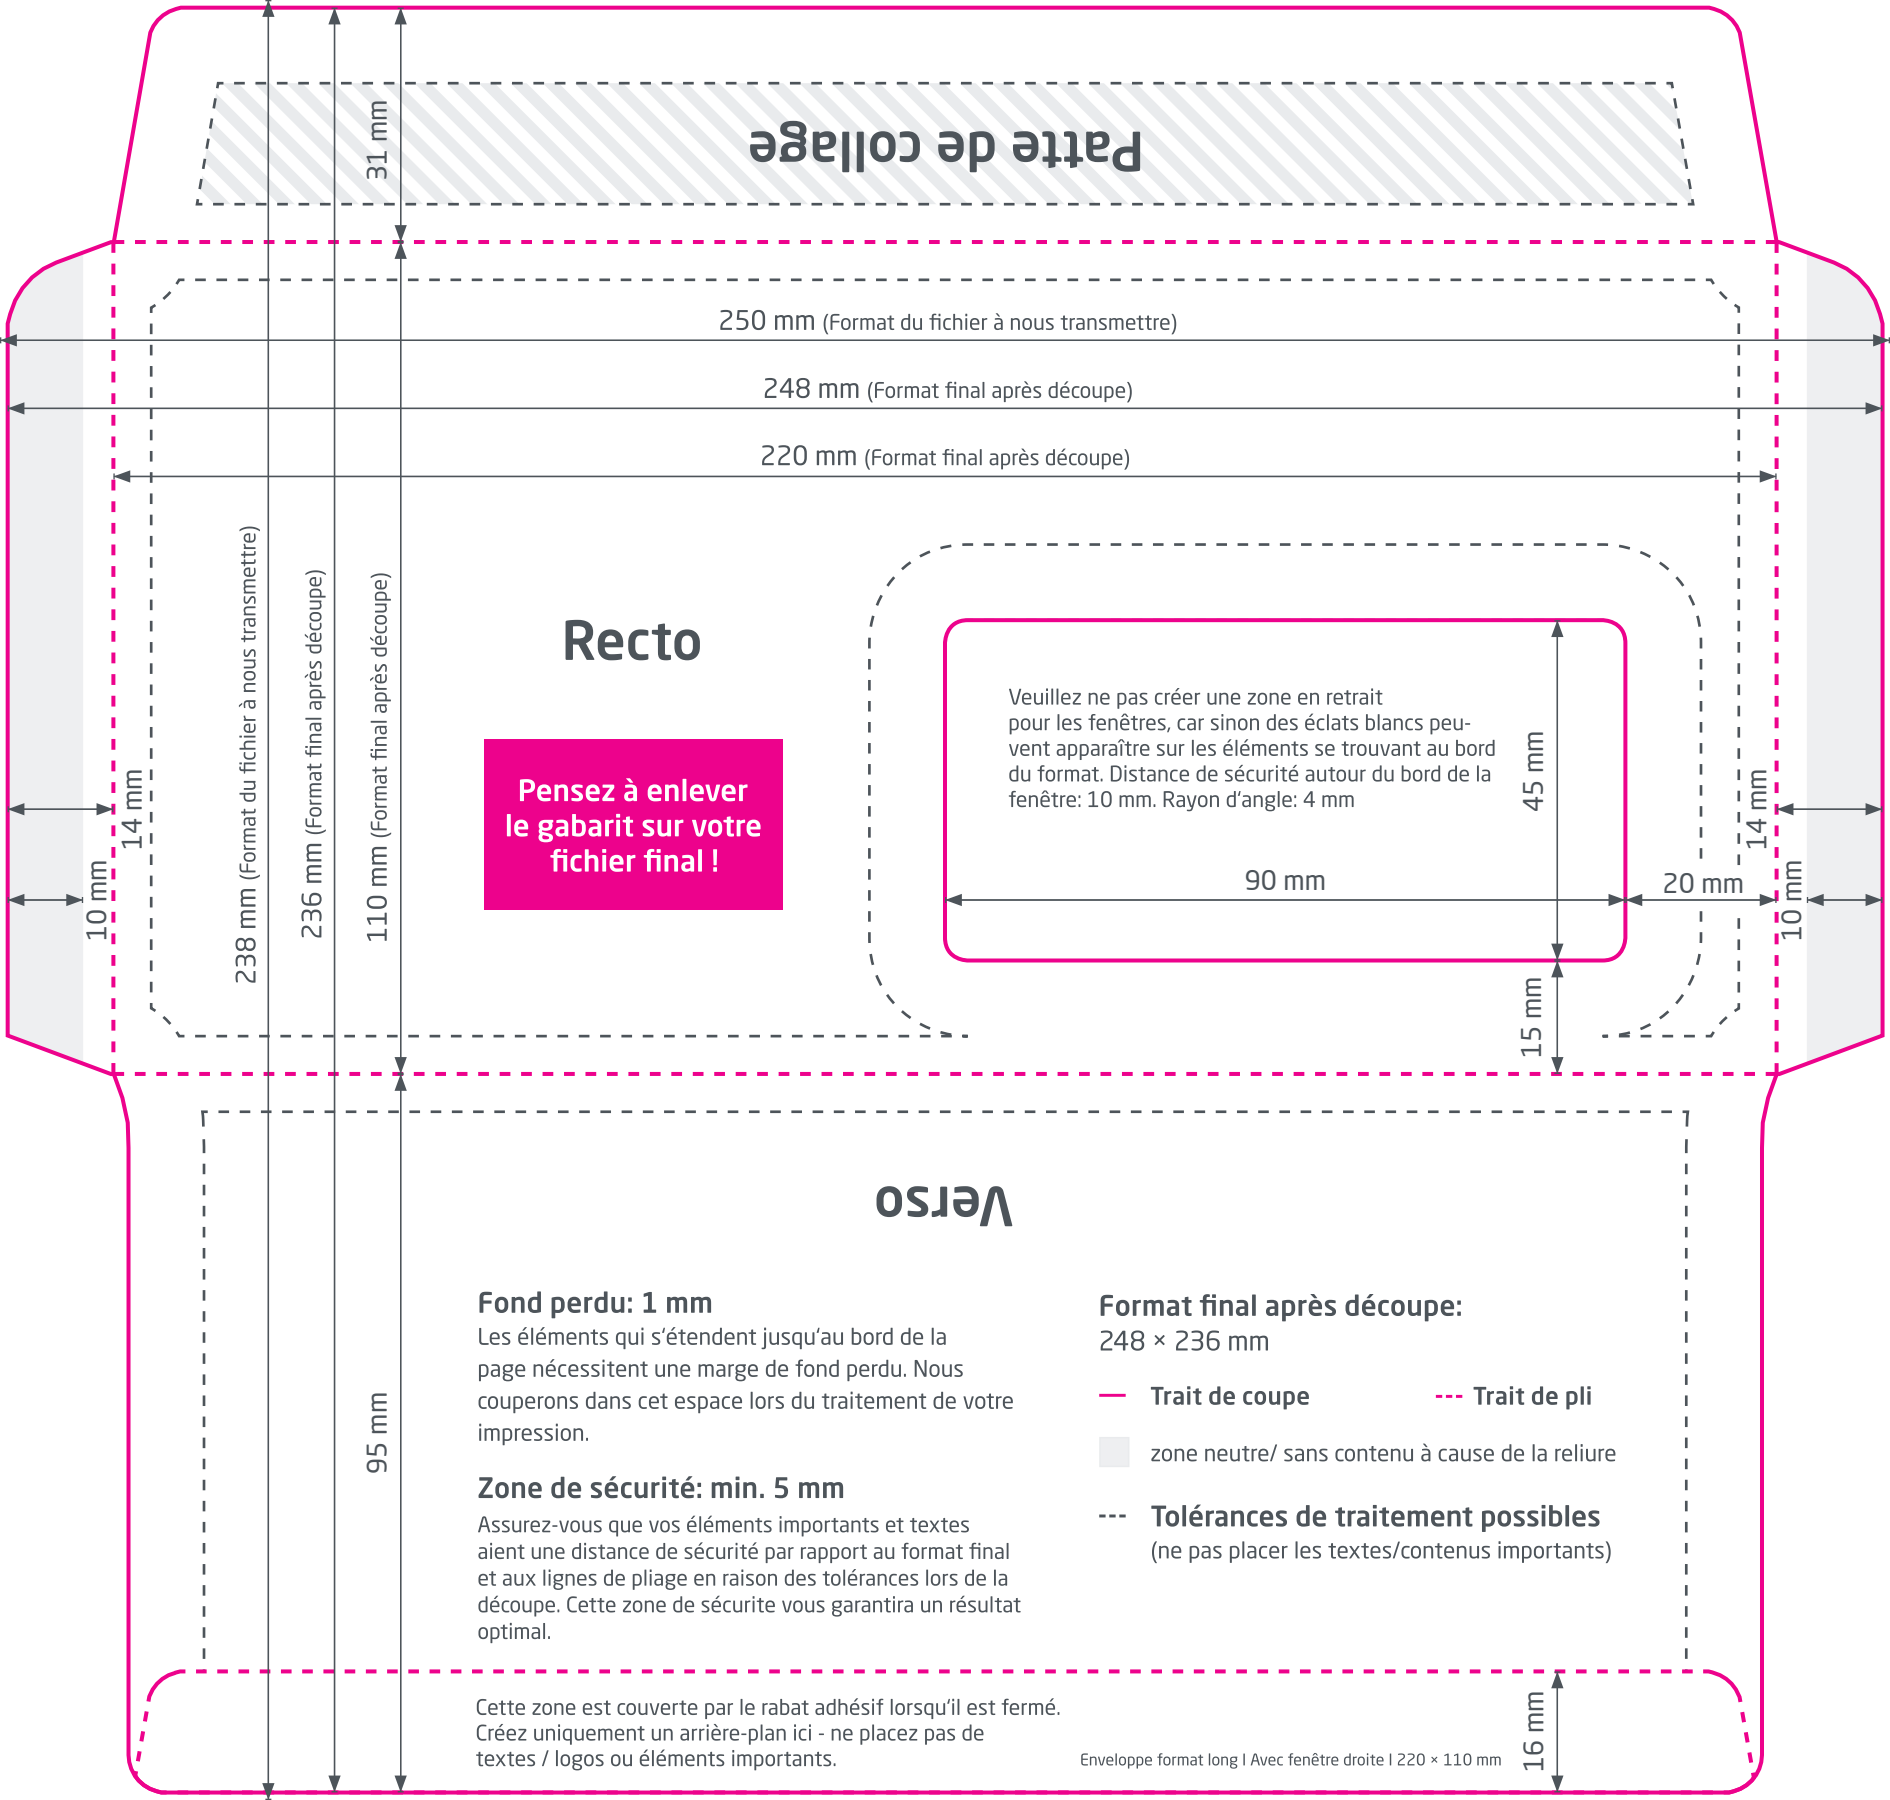 Patte de collage
31 mm
250 mm (Format du fichier à nous transmettre)
248 mm (Format final après découpe)
220 mm (Format final après découpe)
238 mm (Format du fichier à nous transmettre)
236 mm (Format final après découpe)
110 mm (Format final après découpe)
Recto
Pensez à enlever
le gabarit sur votre
fichier final !
Veuillez ne pas créer une zone en retrait
pour les fenêtres, car sinon des éclats blancs peu-
vent apparaître sur les éléments se trouvant au bord
du format. Distance de sécurité autour du bord de la
fenêtre: 10 mm. Rayon d‘angle: 4 mm
45 mm
90 mm
20 mm
15 mm
14 mm
10 mm
14 mm
10 mm
Verso
95 mm
Fond perdu: 1 mm
Les éléments qui s‘étendent jusqu‘au bord de la
page nécessitent une marge de fond perdu. Nous
couperons dans cet espace lors du traitement de votre
impression.
Zone de sécurité: min. 5 mm
Assurez-vous que vos éléments importants et textes
aient une distance de sécurité par rapport au format final
et aux lignes de pliage en raison des tolérances lors de la
découpe. Cette zone de sécurite vous garantira un résultat
optimal.
Format final après découpe:
248 × 236 mm
Trait de coupe
Trait de pli
zone neutre/ sans contenu à cause de la reliure
Tolérances de traitement possibles
(ne pas placer les textes/contenus importants)
Cette zone est couverte par le rabat adhésif lorsqu‘il est fermé.
Créez uniquement un arrière-plan ici - ne placez pas de
textes / logos ou éléments importants.
Enveloppe format long I Avec fenêtre droite I 220 × 110 mm
16 mm